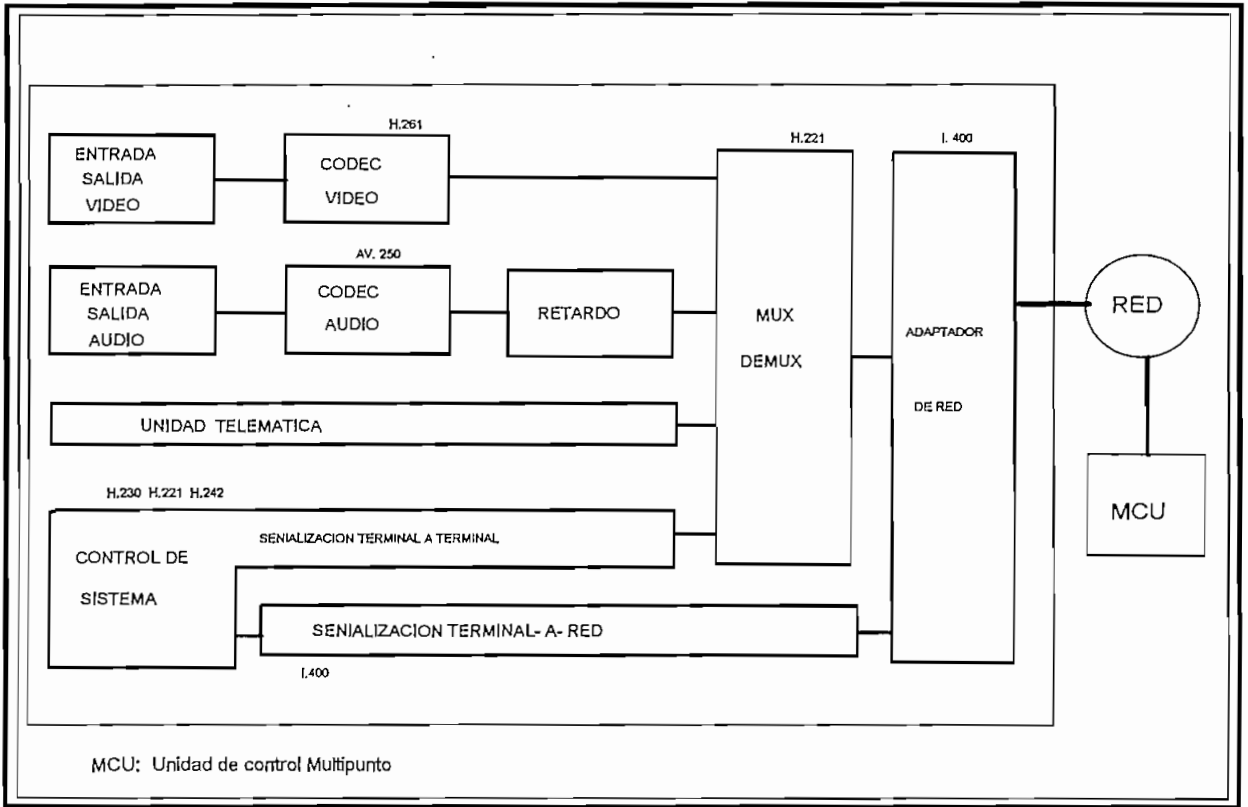 H.261
H.221
I. 400
ENTRADA
SALIDA
VIDEO
CODEC
VIDEO
AV. 250
ENTRADA
SALIDA
AUDIO
CODEC
AUDIO
RETARDO
MUX
DEMUX
ADAPTADOR
DE RED
RED
MCU
UNIDAD TELEMATICA
H.230 H.221 H.242
SENIALIZACION TERMINAL A TERMINAL
CONTROL DE
SISTEMA
SENIALIZACION TERMINAL- A- RED
I.400
MCU: Unidad de control Multipunto